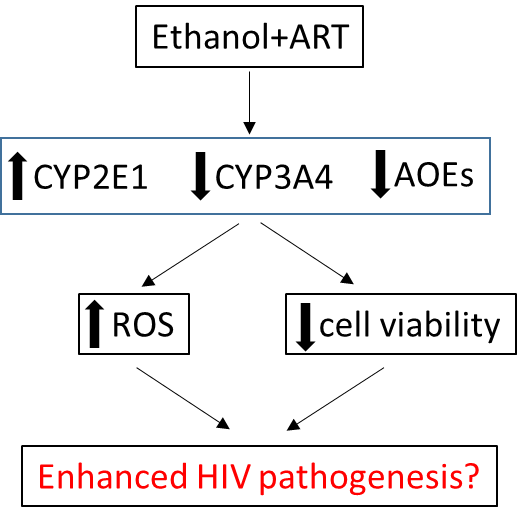 Ethanol+ART
CYP2E1 CYP3A4 AOEs
ROS cell viability
Enhanced HIV pathogenesis?